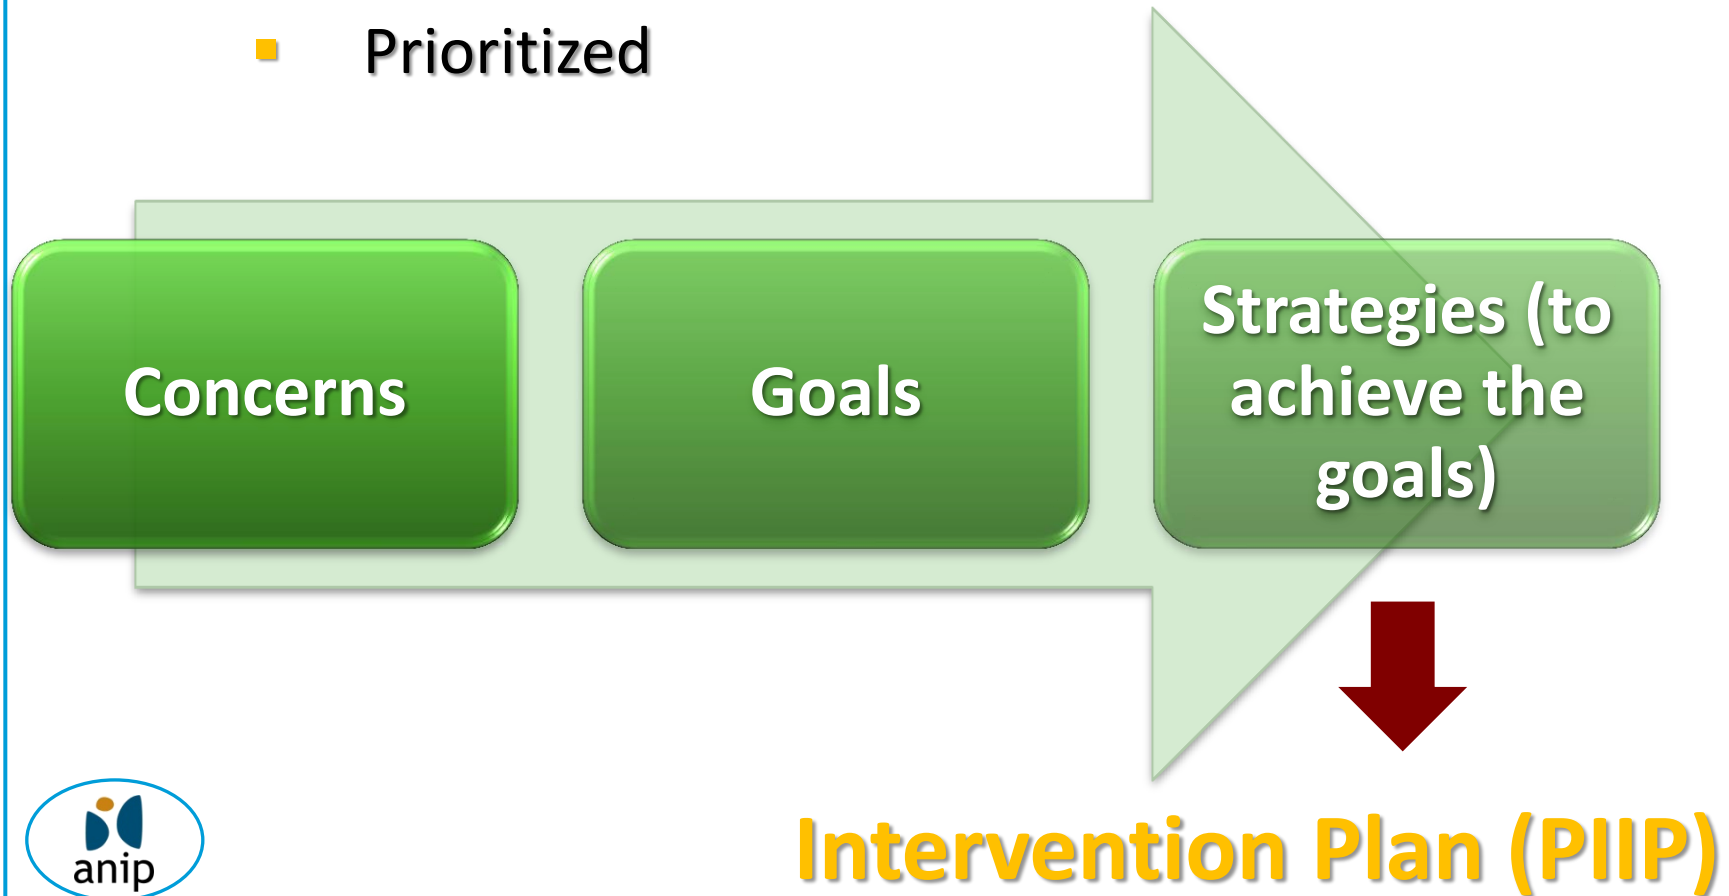 Prioritized
Concerns
Goals
Strategies (to
achieve the
goals)
anip
Intervention Plan (PIIP)